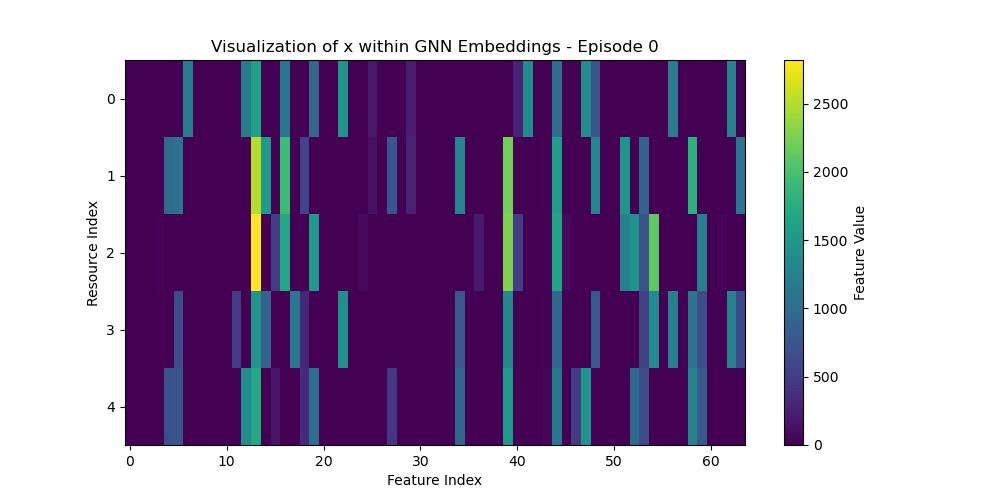 Visualization of x within GNN Embeddings - Episode 0
Resource Index
0
1
2
3
4
0 10 20 30 40 50 60
Feature Index
2500
2000
1500
1000
500
0
Feature Value